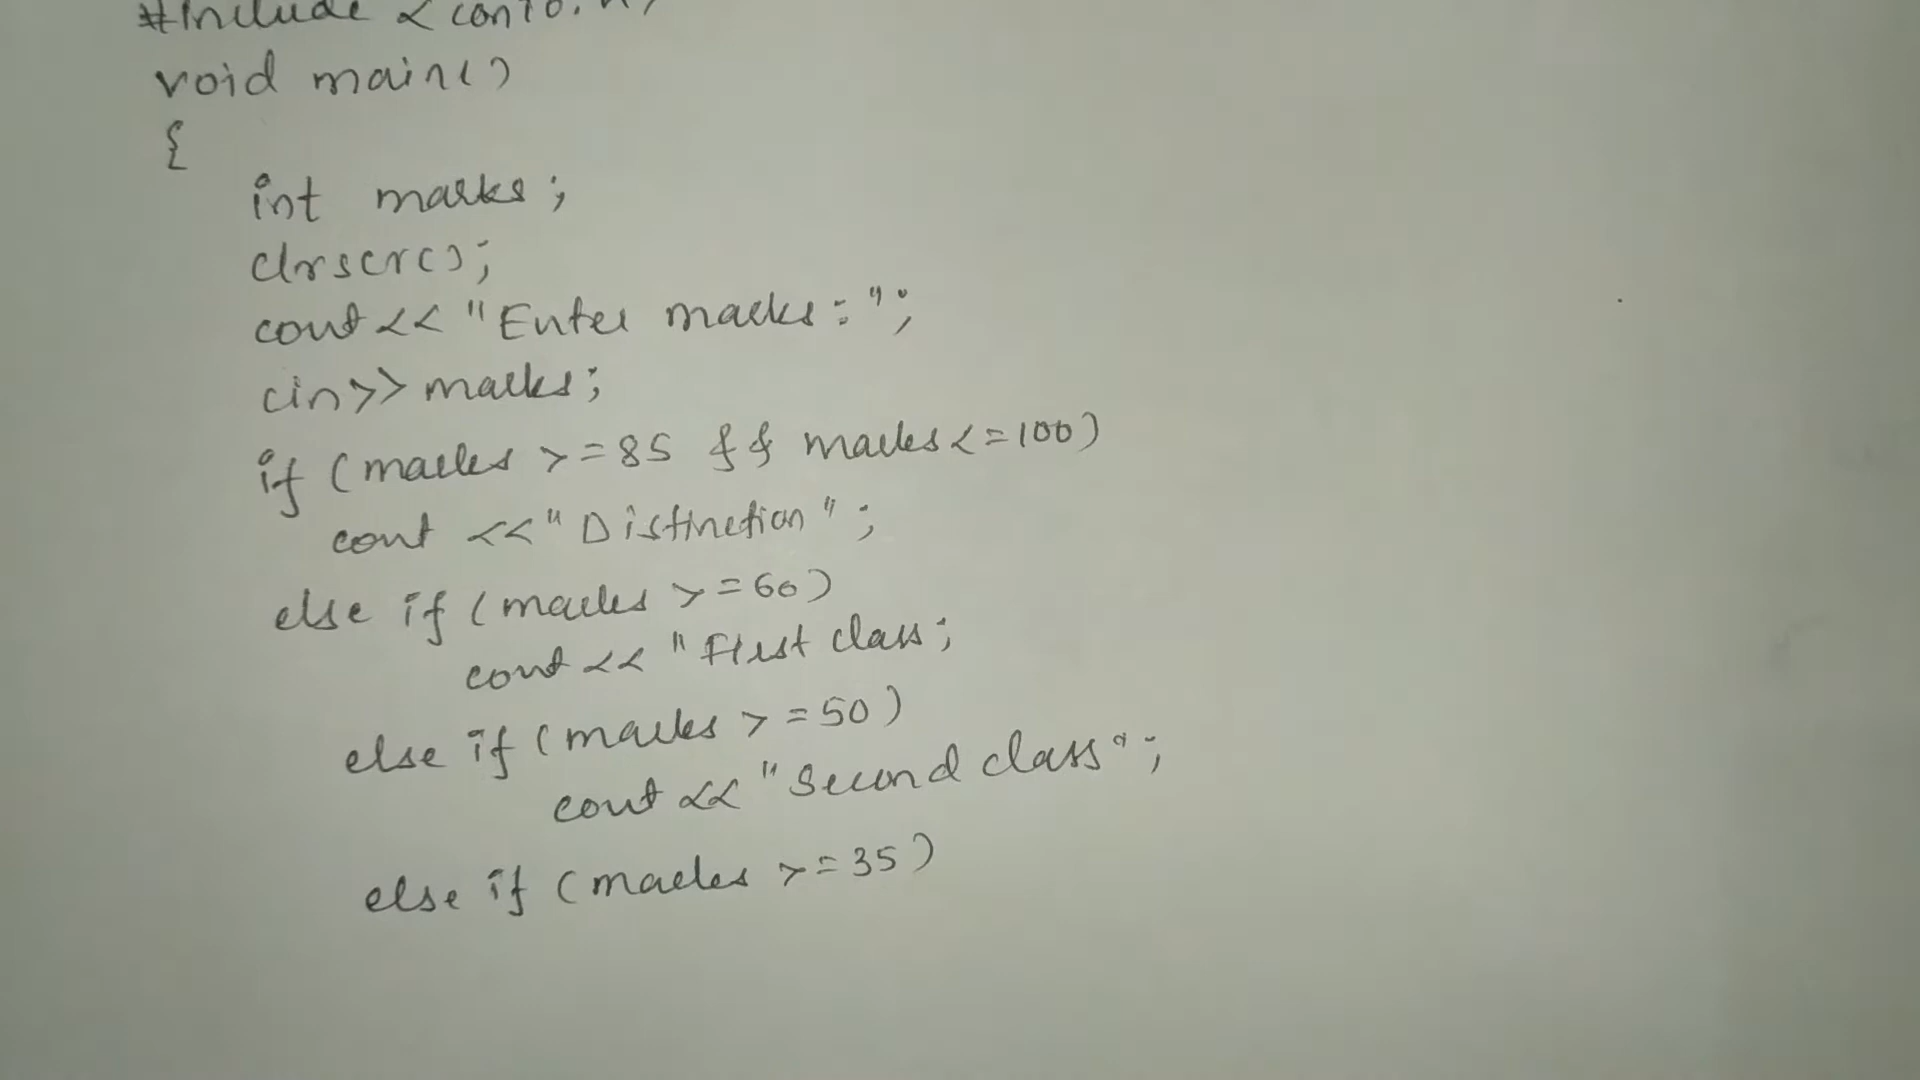 #include <conio.h>
void main()
{
int marks;
clrscr();
cout<< "Enter marks:";
cin>> marks;
if (marks >=85 && marks<=100)
cout <<"Distinction";
else if (marks >=60)
cout << "First class;
else if (marks >=50)
cout << "Second class";
else if (marks >=35)